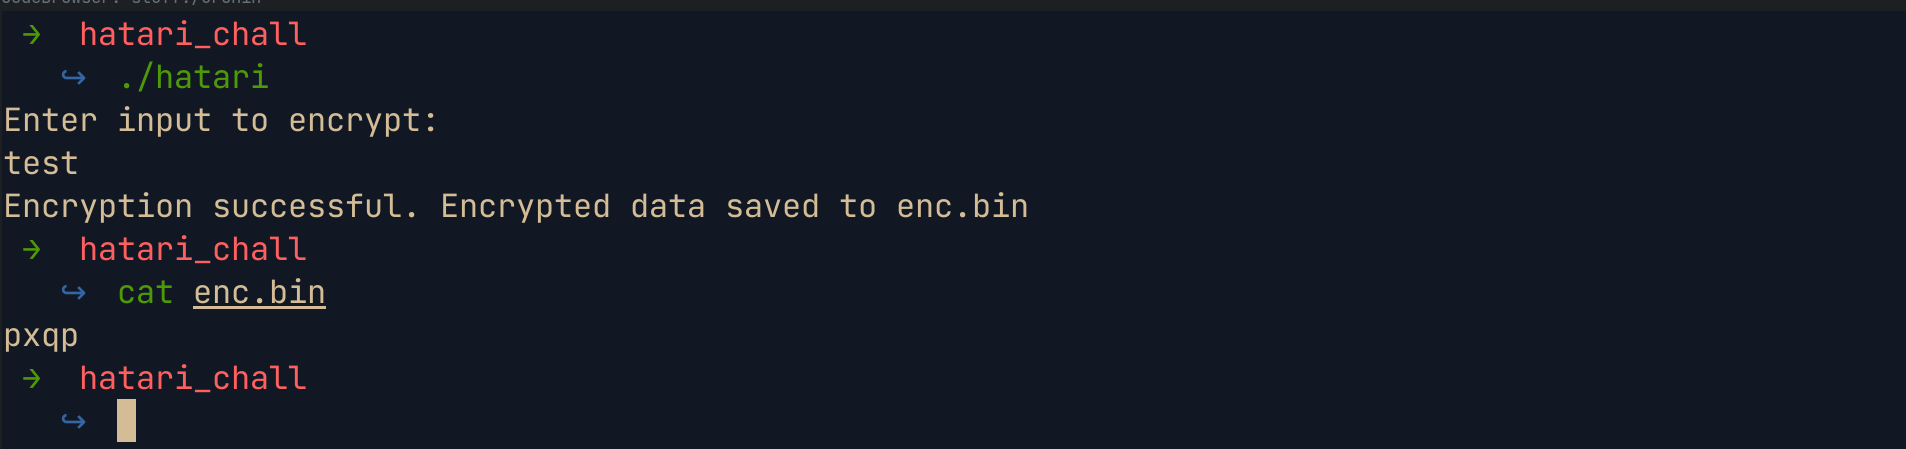 → hatari_chall
↪ ./hatari
Enter input to encrypt:
test
Encryption successful. Encrypted data saved to enc.bin
→ hatari_chall
↪ cat enc.bin
pxqp
→ hatari_chall
↪